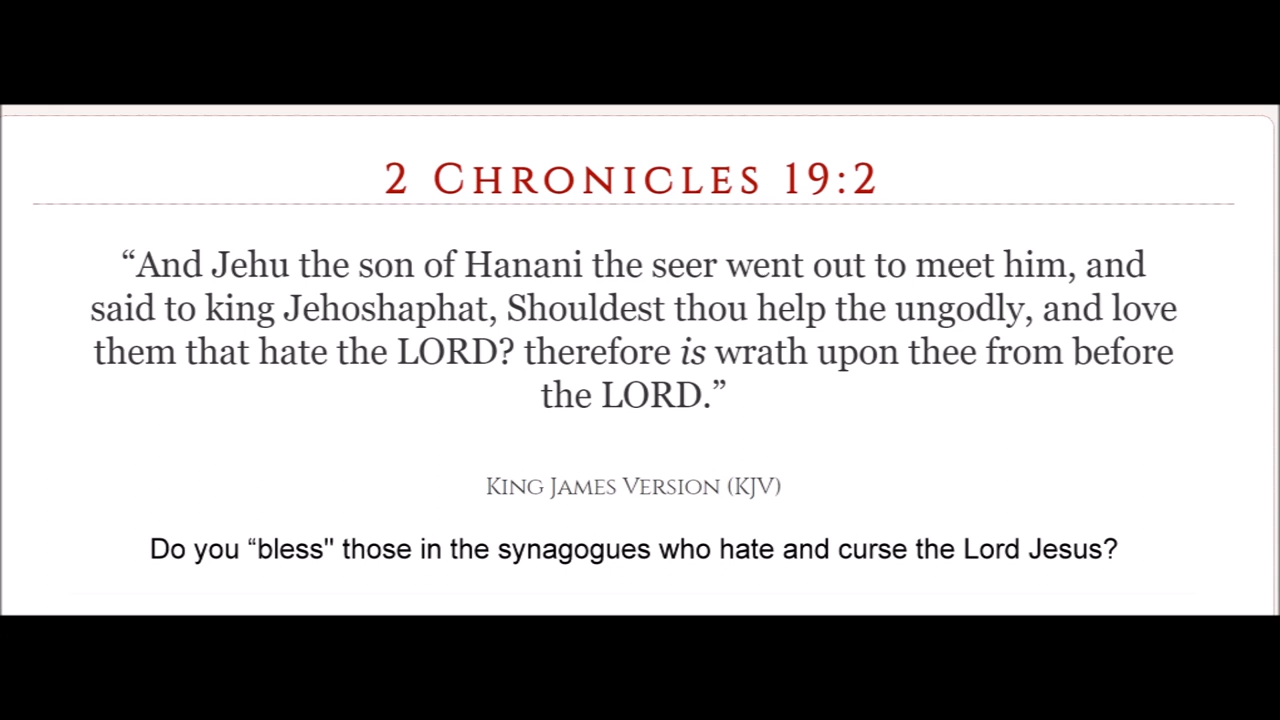 2 CHRONICLES 19:2
“And Jehu the son of Hanani the seer went out to meet him, and
said to king Jehoshaphat, Shouldest thou help the ungodly, and love
them that hate the LORD? therefore is wrath upon thee from before
the LORD.”
KING JAMES VERSION (KJV)
Do you “bless" those in the synagogues who hate and curse the Lord Jesus?